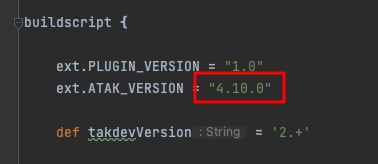 buildscript {
ext.PLUGIN_VERSION = "1.0"
ext.ATAK_VERSION = "4.10.0"
def takdevVersion : String = '2.+'